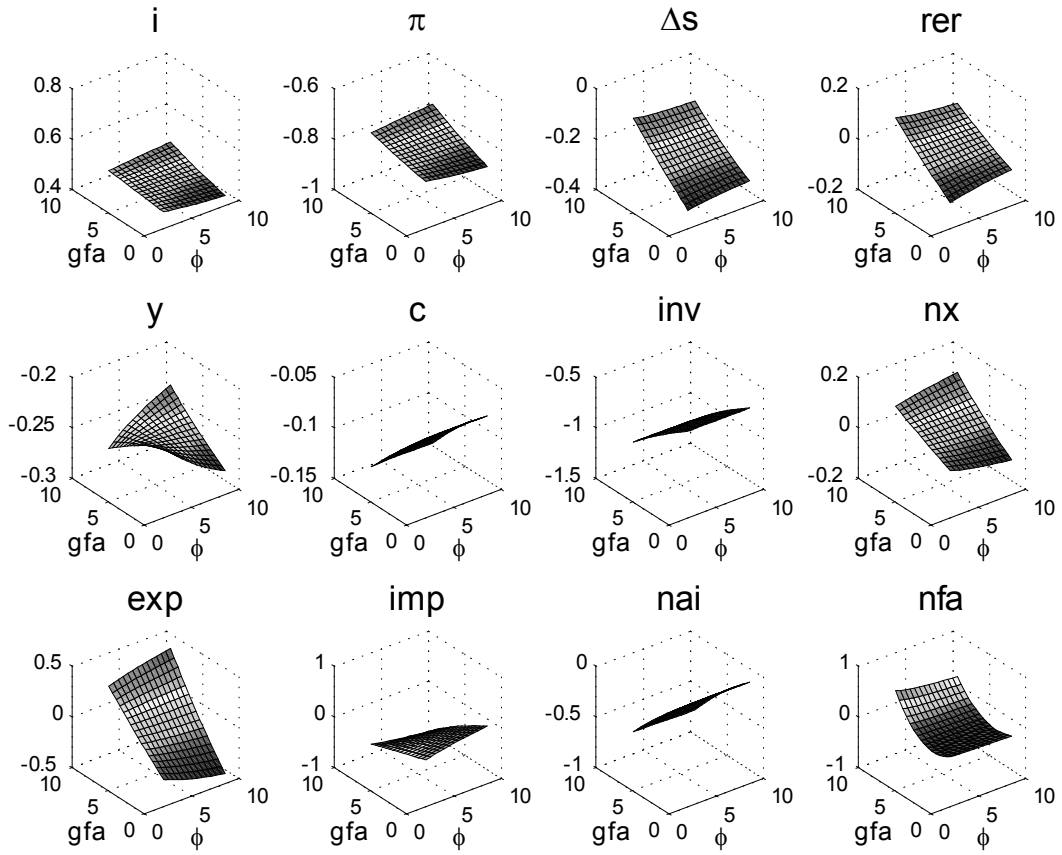 i π Δs rer
0.8 -0.6 0 0.2
0.6 -0.8 -0.2 0
0.4 -1 -0.4 -0.2
10 10 10 10 10 10 10 10
5 5 5 5 5 5 5 5
gfa 0 0 ϕ gfa 0 0 ϕ gfa 0 0 ϕ gfa 0 0 ϕ
y c inv nx
-0.2 -0.05 -0.5 0.2
-0.25 -0.1 -1 0
-0.3 -0.15 -1.5 -0.2
10 10 10 10 10 10 10 10
5 5 5 5 5 5 5 5
gfa 0 0 ϕ gfa 0 0 ϕ gfa 0 0 ϕ gfa 0 0 ϕ
exp imp nai nfa
0.5 1 0 1
0 0 -0.5 0
-0.5 -1 -1 -1
10 10 10 10 10 10 10 10
5 5 5 5 5 5 5 5
gfa 0 0 ϕ gfa 0 0 ϕ gfa 0 0 ϕ gfa 0 0 ϕ